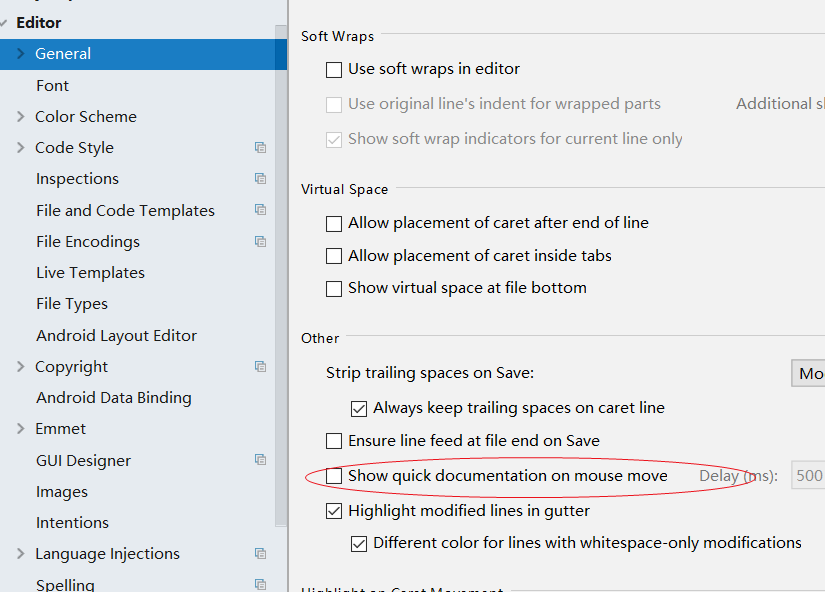 Editor
General
Font
Color Scheme
Code Style
Inspections
File and Code Templates
File Encodings
Live Templates
File Types
Android Layout Editor
Copyright
Android Data Binding
Emmet
GUI Designer
Images
Intentions
Language Injections
Spelling
Soft Wraps
Use soft wraps in editor
Use original line's indent for wrapped parts Additional
Show soft wrap indicators for current line only
Virtual Space
Allow placement of caret after end of line
Allow placement of caret inside tabs
Show virtual space at file bottom
Other
Strip trailing spaces on Save: Mo
Always keep trailing spaces on caret line
Ensure line feed at file end on Save
Show quick documentation on mouse move Delay (ms): 500
Highlight modified lines in gutter
Different color for lines with whitespace-only modifications
Highlight on Caret Movement